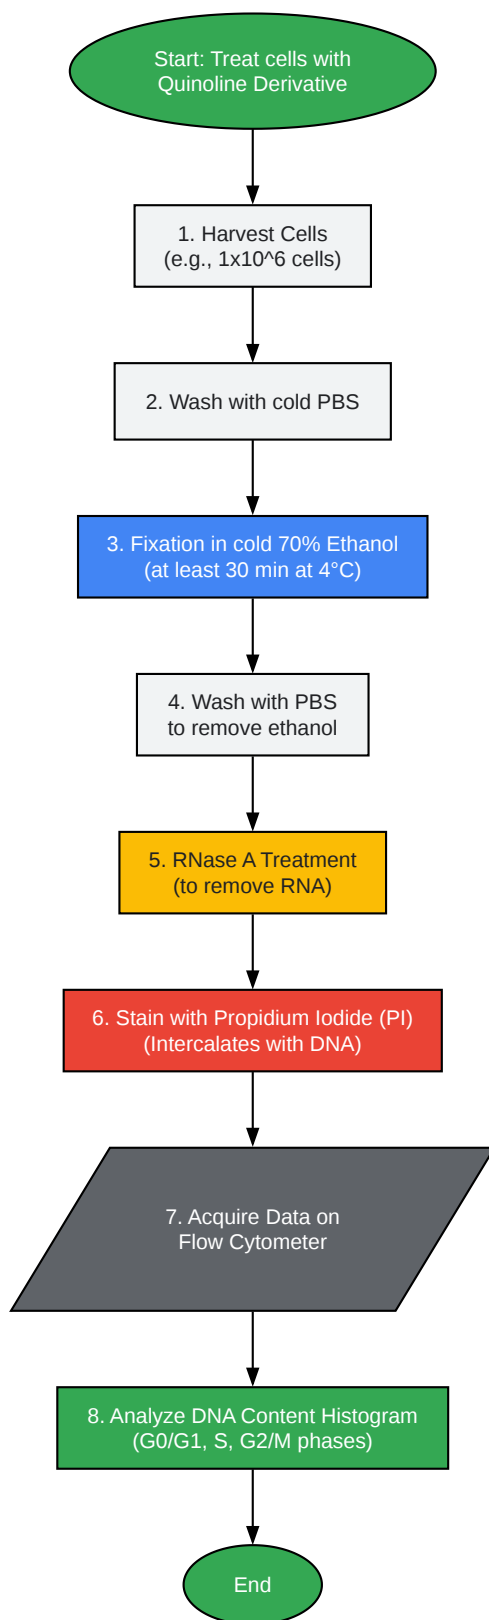 Start: Treat cells with
Quinoline Derivative
1. Harvest Cells
(e.g., 1x10^6 cells)
2. Wash with cold PBS
3. Fixation in cold 70% Ethanol
(at least 30 min at 4°C)
4. Wash with PBS
to remove ethanol
5. RNase A Treatment
(to remove RNA)
6. Stain with Propidium Iodide (PI)
(Intercalates with DNA)
7. Acquire Data on
Flow Cytometer
8. Analyze DNA Content Histogram
(G0/G1, S, G2/M phases)
End